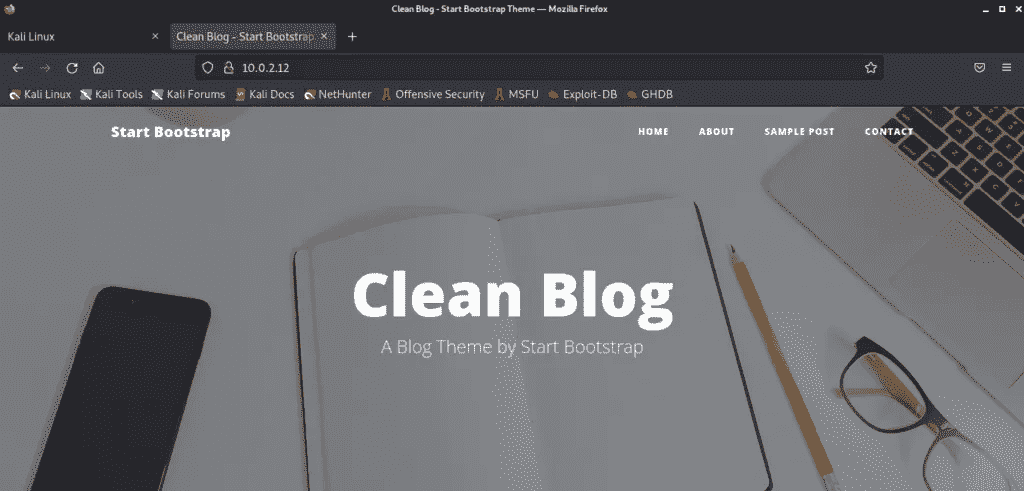 Clean Blog - Start Bootstrap Theme — Mozilla Firefox
Kali Linux
Clean Blog - Start Bootstrap
10.0.2.12
Kali Linux Kali Tools Kali Forums Kali Docs NetHunter Offensive Security MSFU Exploit-DB GHDB
Start Bootstrap HOME ABOUT SAMPLE POST CONTACT
Clean Blog
A Blog Theme by Start Bootstrap